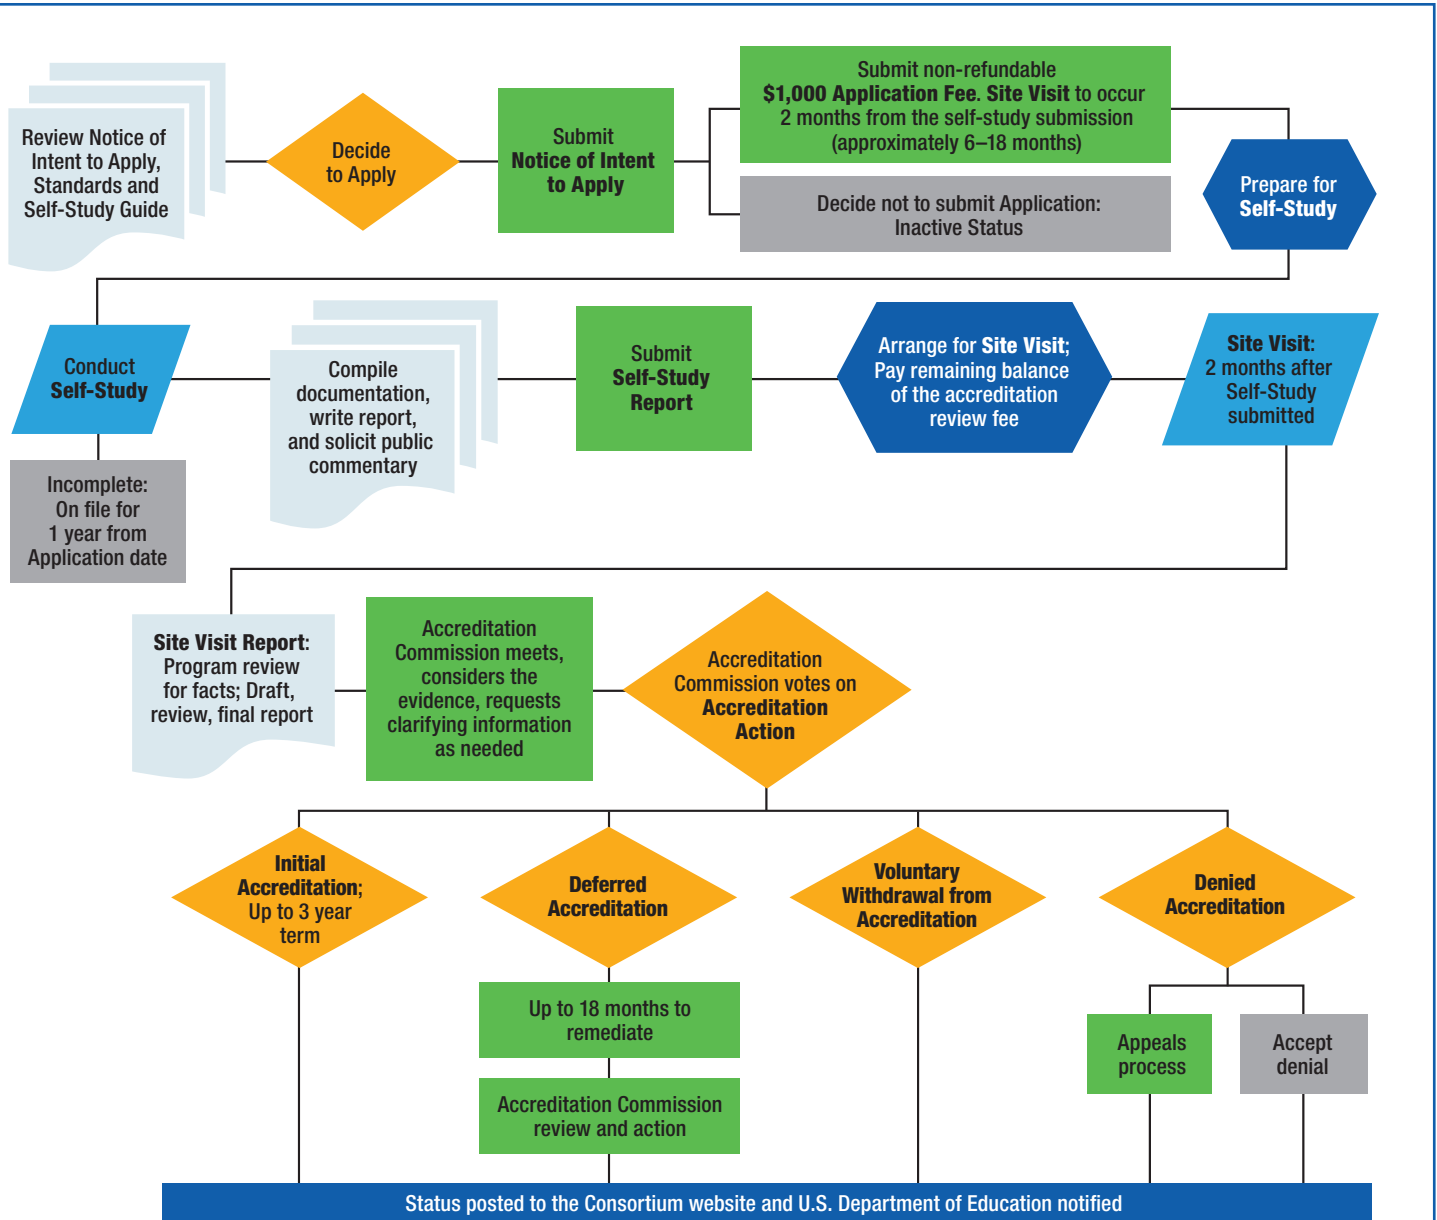 Review Notice of
Intent to Apply,
Standards and
Self-Study Guide
Decide
to Apply
Submit
Notice of Intent
to Apply
Submit non-refundable
$1,000 Application Fee. Site Visit to occur
2 months from the self-study submission
(approximately 6–18 months)
Decide not to submit Application:
Inactive Status
Prepare for
Self-Study
Conduct
Self-Study
Incomplete:
On file for
1 year from
Application date
Compile
documentation,
write report,
and solicit public
commentary
Submit
Self-Study
Report
Arrange for Site Visit;
Pay remaining balance
of the accreditation
review fee
Site Visit:
2 months after
Self-Study
submitted
Site Visit Report:
Program review
for facts; Draft,
review, final report
Accreditation
Commission meets,
considers the
evidence, requests
clarifying information
as needed
Accreditation
Commission votes on
Accreditation
Action
Initial
Accreditation;
Up to 3 year
term
Deferred
Accreditation
Up to 18 months to
remediate
Accreditation Commission
review and action
Voluntary
Withdrawal from
Accreditation
Denied
Accreditation
Appeals
process
Accept
denial
Status posted to the Consortium website and U.S. Department of Education notified